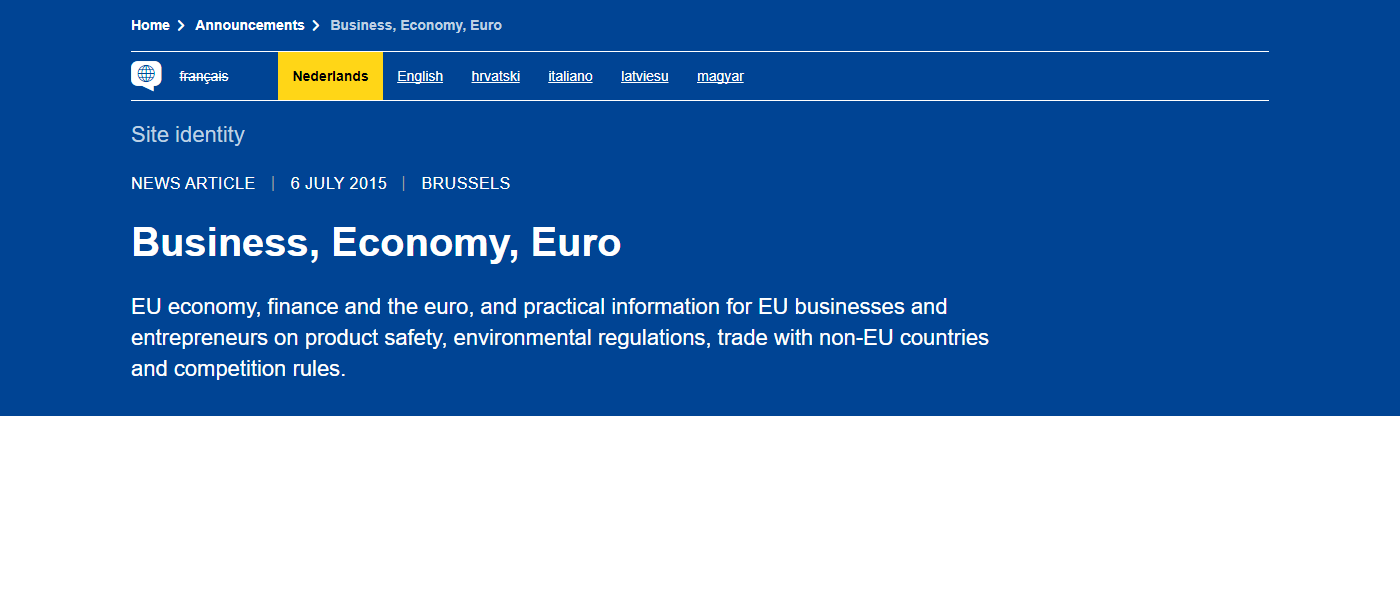 Home Announcements Business, Economy, Euro
français Nederlands English hrvatski italiano latviesu magyar
Site identity
NEWS ARTICLE | 6 JULY 2015 | BRUSSELS
Business, Economy, Euro
EU economy, finance and the euro, and practical information for EU businesses and
entrepreneurs on product safety, environmental regulations, trade with non-EU countries
and competition rules.